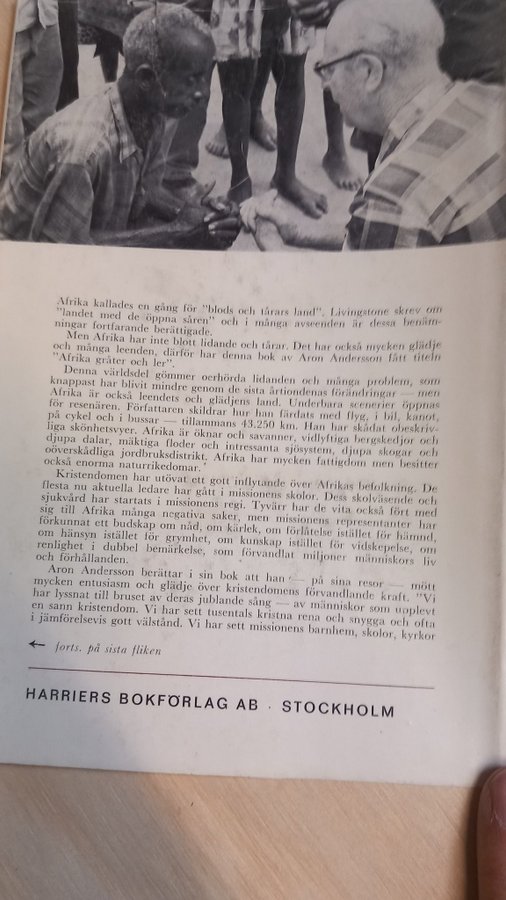 Afrika kallades en gång för "blods och tårars land". Livingstone skrev om
"landet med de öppna såren" och i många avseenden är dessa benäm-
ningar fortfarande berättigade.
Men Afrika har inte blott lidande och tårar. Det har också mycken glädje
och många leenden, därför har denna bok av Aron Andersson fått titeln
"Afrika gråter och ler".
Denna världsdel gömmer oerhörda lidanden och många problem, som
knappast har blivit mindre genom de sista årtiondenas förändringar — men
Afrika är också leendets och glädjens land. Underbara scenerier öppnas
för resenären. Författaren skildrar hur han färdats med flyg, i bil, kanot,
på cykel och i bussar — tillsammans 43.250 km. Han har skådat obeskriv-
liga skönhetsvyer. Afrika är öknar och savanner, vidlyftiga bergskedjor och
djupa dalar, mäktiga floder och intressanta sjösystem, djupa skogar och
oöverskådliga jordbruksdistrikt. Afrika har mycken fattigdom men besitter
också enorma naturrikedomar.
Kristendomen har utövat ett gott inflytande över Afrikas befolkning. De
flesta nu aktuella ledare har gått i missionens skolor. Dess skolväsende och
sjukvård har startats i missionens regi. Tyvärr har de vita också fört med
sig till Afrika många negativa saker, men missionens representanter har
förkunnat ett budskap om nåd, om kärlek, om förlåtelse istället för hämnd,
om hänsyn istället för grymhet, om kunskap istället för vidskepelse, om
renlighet i dubbel bemärkelse, som förvandlat miljoner människors liv
och förhållanden.
Aron Andersson berättar i sin bok att han — på sina resor — mött
mycken entusiasm och glädje över kristendomens förvandlande kraft. "Vi
har lyssnat till bruset av deras jublande sång — av människor som upplevt
en sann kristendom. Vi har sett tusentals kristna rena och snygga och ofta
i jämförelsevis gott välstånd. Vi har sett missionens barnhem, skolor, kyrkor
← forts. på sista fliken
HARRIERS BOKFÖRLAG AB · STOCKHOLM